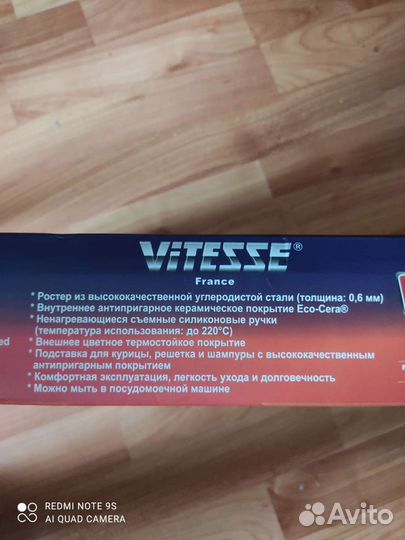 ViTESSE®
France
* Ростер из высококачественной углеродистой стали (толщина: 0,6 мм)
* Внутреннее антипригарное керамическое покрытие Eco-Cera®
* Ненагревающиеся съемные силиконовые ручки
(температура использования: до 220°C)
* Внешнее цветное термостойкое покрытие
* Подставка для курицы, решетка и шампуры с высококачественным
антипригарным покрытием
* Комфортная эксплуатация, легкость ухода и долговечность
* Можно мыть в посудомоечной машине
REDMI NOTE 9S
AI QUAD CAMERA
Avito